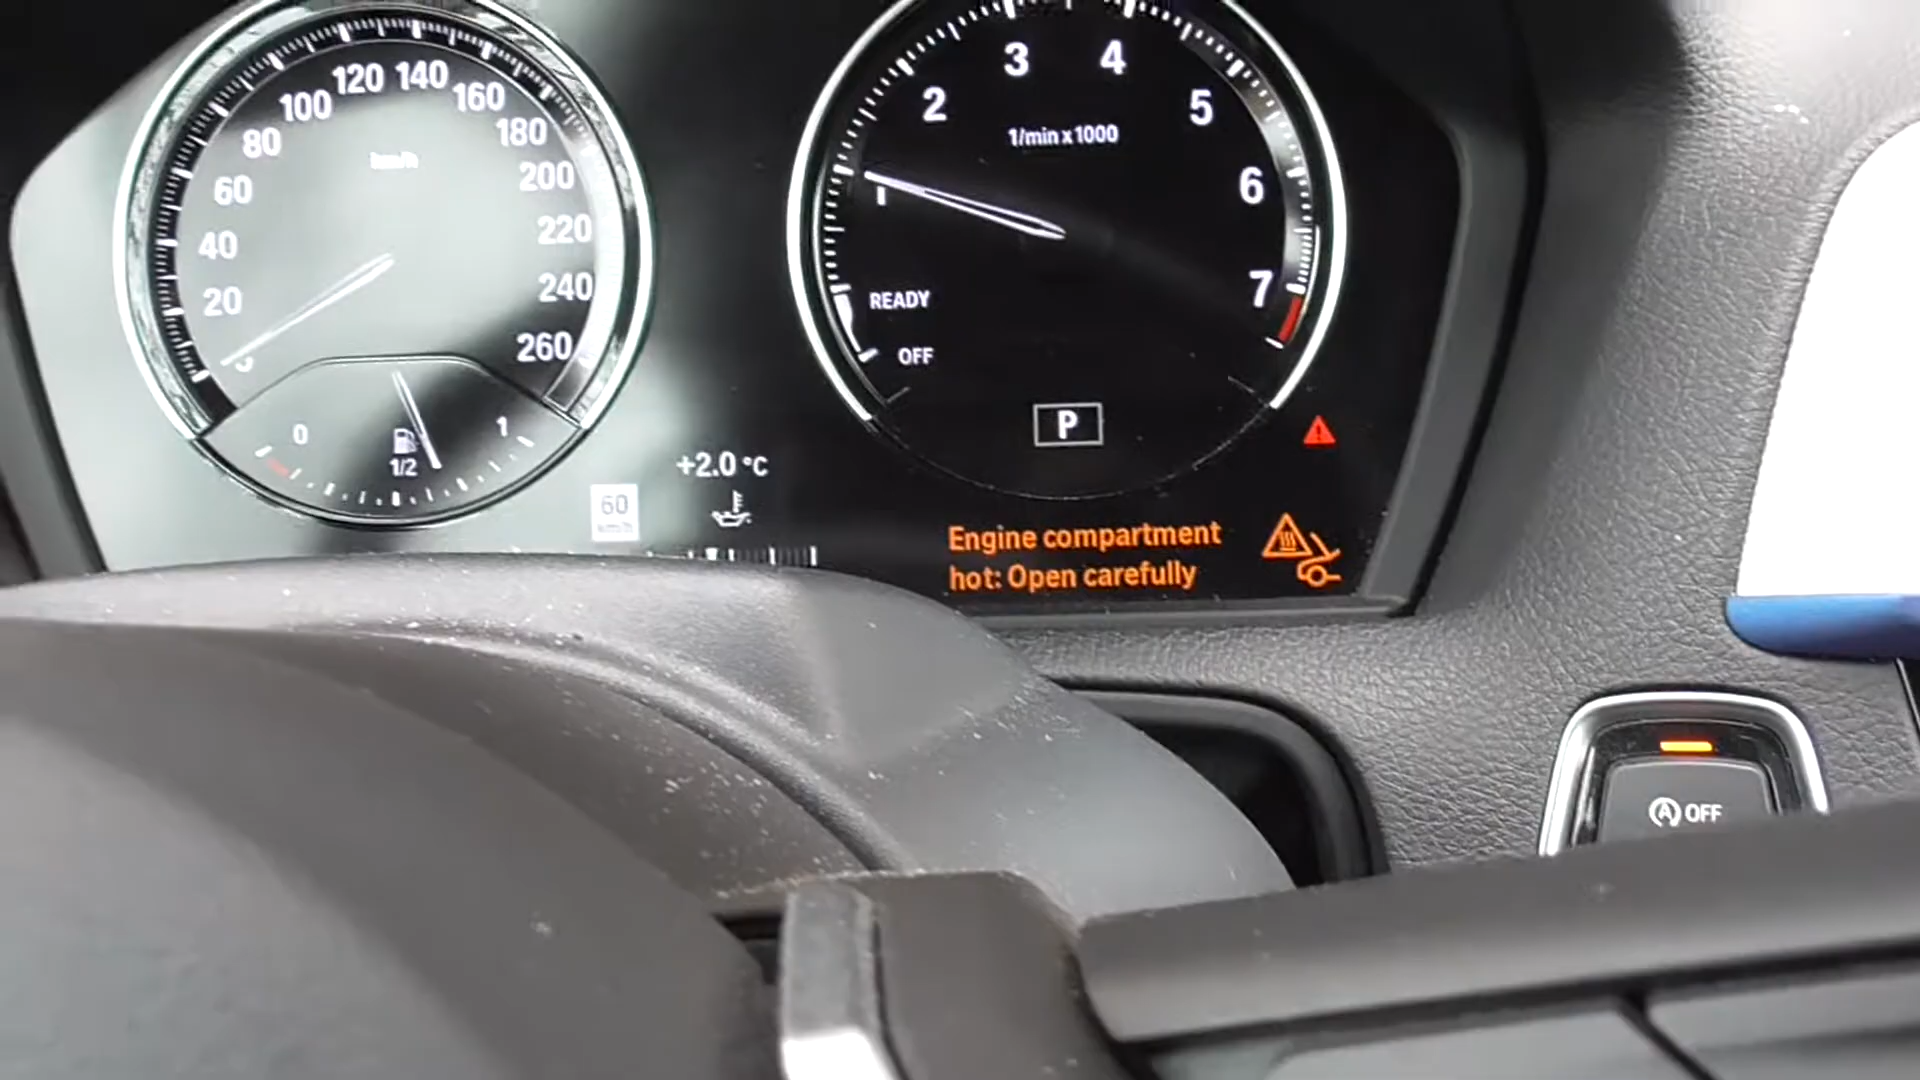 20
40
60
80
100
120
140
160
180
200
220
240
260
km/h
0
1/2
1
60
km/h
+2.0 °C
1
2
3
4
5
6
7
1/min x 1000
READY
OFF
P
Engine compartment
hot: Open carefully
A OFF